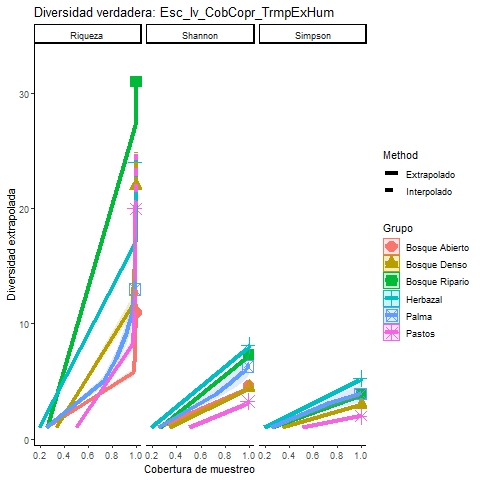 Diversidad verdadera: Esc_Iv_CobCopr_TrmpExHum
Riqueza
Shannon
Simpson
Diversidad extrapolada
30
20
10
0
0.2 0.4 0.6 0.8 1.0
0.2 0.4 0.6 0.8 1.0
0.2 0.4 0.6 0.8 1.0
Cobertura de muestreo
Method
Extrapolado
Interpolado
Grupo
Bosque Abierto
Bosque Denso
Bosque Ripario
Herbazal
Palma
Pastos